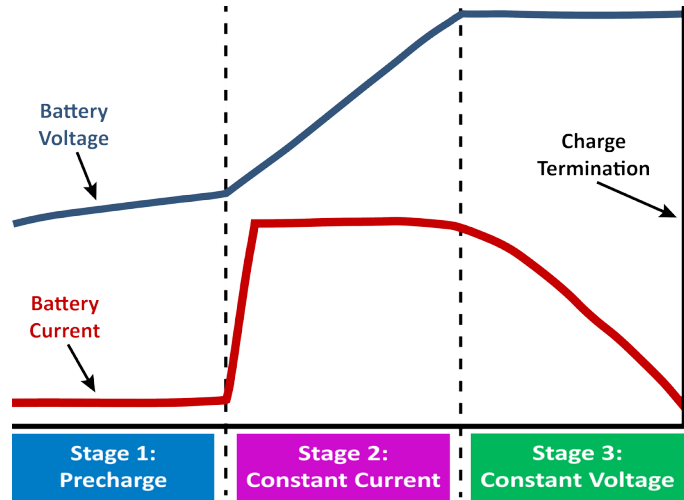 Battery
Voltage
Charge
Termination
Battery
Current
Stage 1:
Precharge
Stage 2:
Constant Current
Stage 3:
Constant Voltage